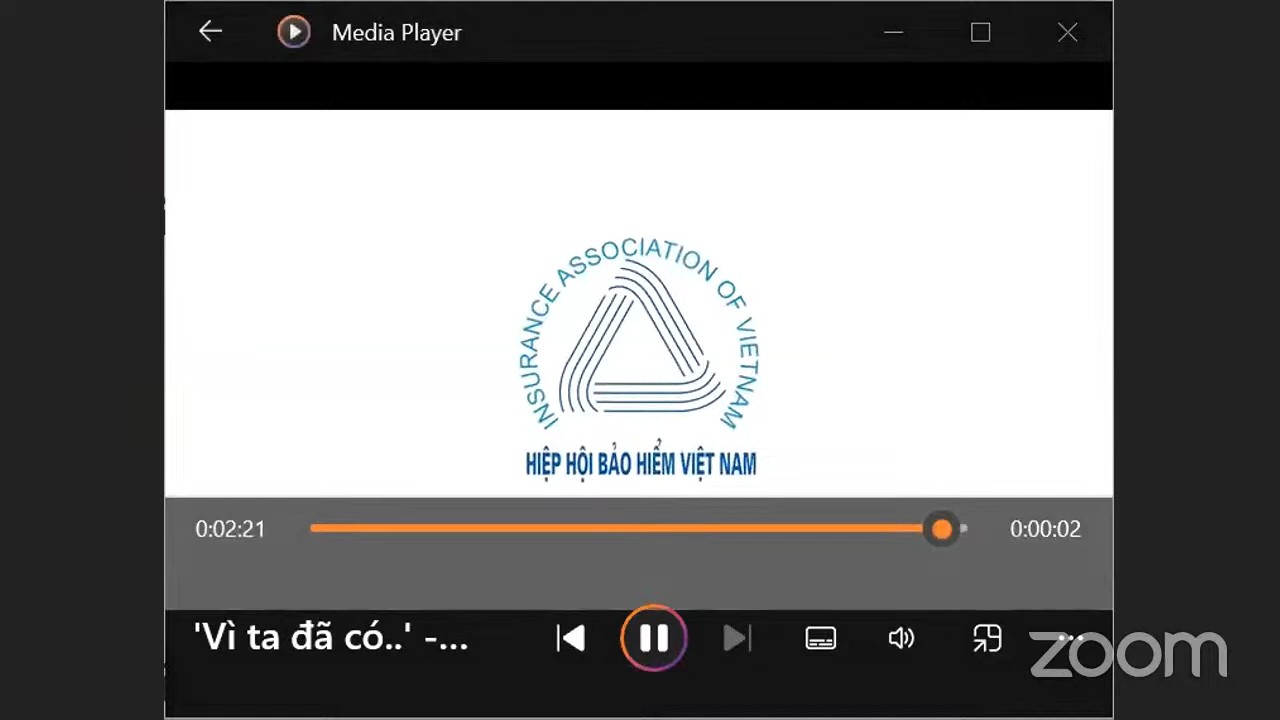 Media Player
INSURANCE ASSOCIATION OF VIETNAM
HIỆP HỘI BẢO HIỂM VIỆT NAM
0:02:21
0:00:02
'Vì ta đã có..' -...
zoom